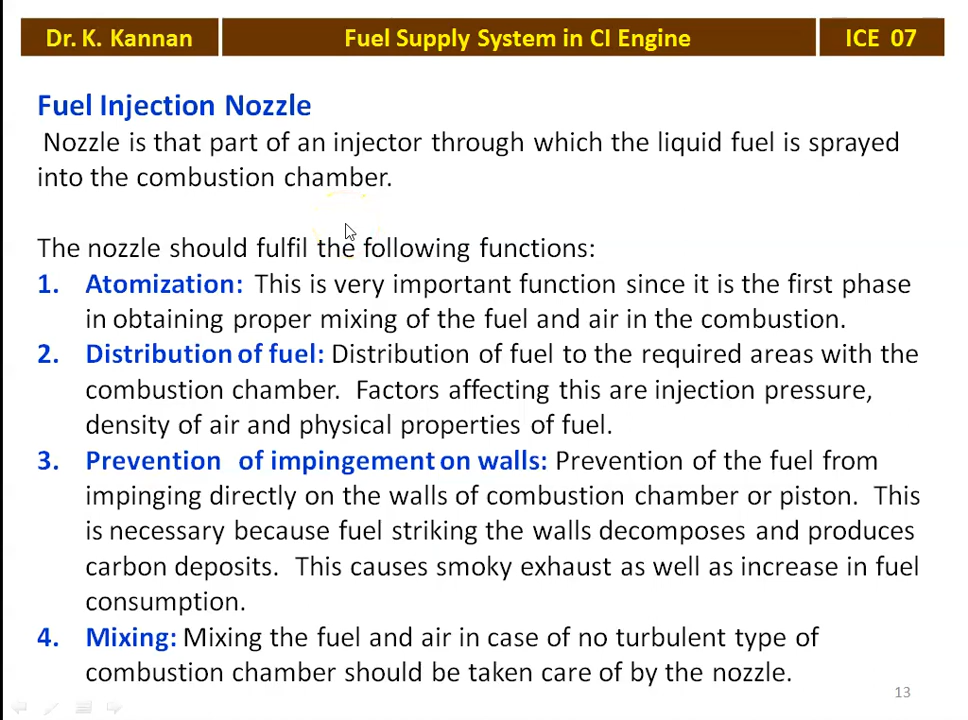 Dr. K. Kannan
Fuel Supply System in CI Engine
ICE 07
Fuel Injection Nozzle
Nozzle is that part of an injector through which the liquid fuel is sprayed
into the combustion chamber.
The nozzle should fulfil the following functions:
1. Atomization: This is very important function since it is the first phase
in obtaining proper mixing of the fuel and air in the combustion.
2. Distribution of fuel: Distribution of fuel to the required areas with the
combustion chamber. Factors affecting this are injection pressure,
density of air and physical properties of fuel.
3. Prevention of impingement on walls: Prevention of the fuel from
impinging directly on the walls of combustion chamber or piston. This
is necessary because fuel striking the walls decomposes and produces
carbon deposits. This causes smoky exhaust as well as increase in fuel
consumption.
4. Mixing: Mixing the fuel and air in case of no turbulent type of
combustion chamber should be taken care of by the nozzle.
13